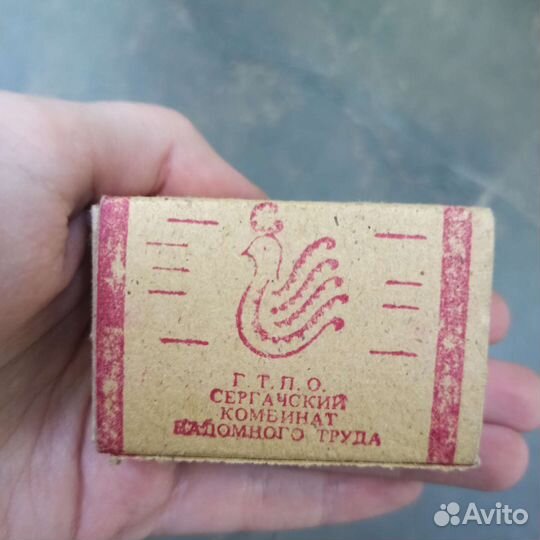 Г. Т. П. О.
СЕРГАЧСКИЙ
КОМБИНАТ
НАДОМНОГО ТРУДА
Avito